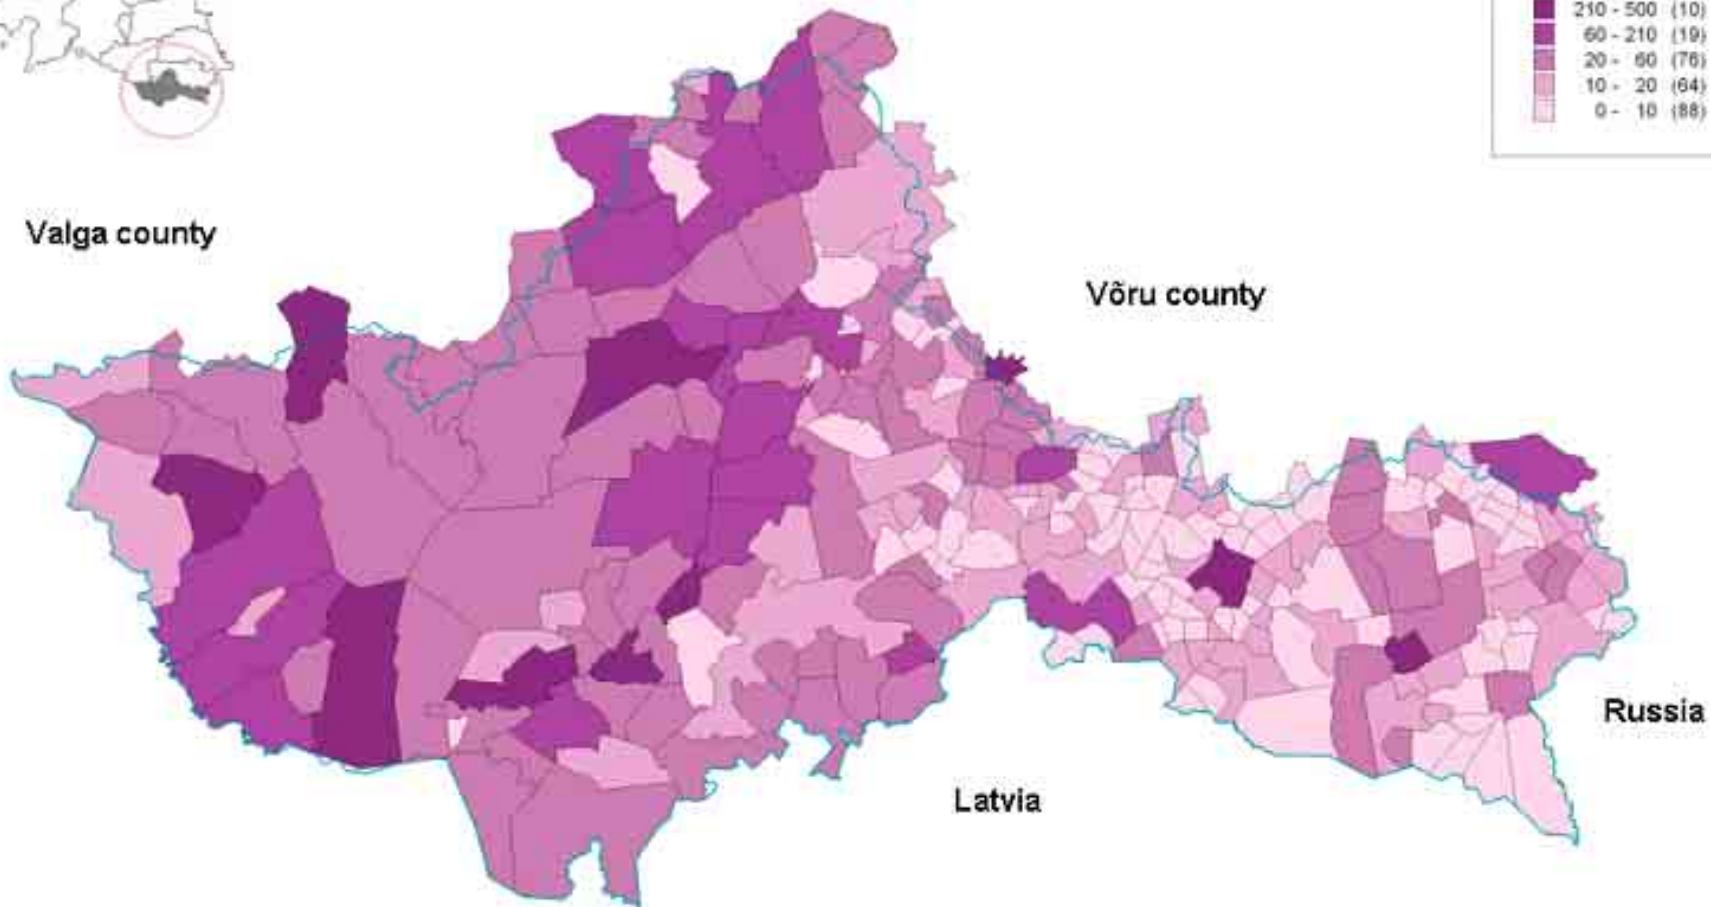 210 - 500 (10)
60 - 210 (19)
20 - 60 (76)
10 - 20 (64)
0 - 10 (88)
Valga county
Võru county
Russia
Latvia